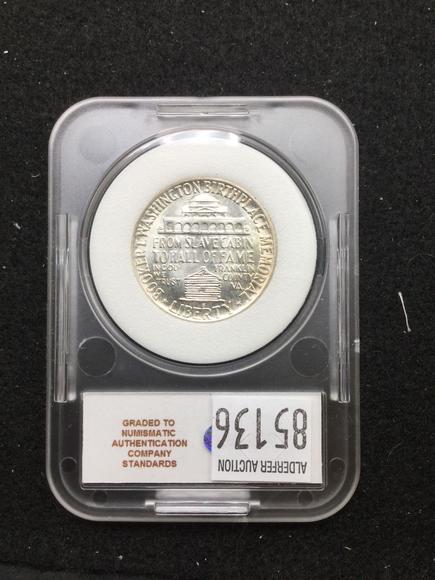 BOOKER T. WASHINGTON BIRTHPLACE MEMORIAL
FROM SLAVE CABIN
TO HALL OF FAME
IN GOD
WE
TRUST
FRANKLIN
COUNTY
VA.
LIBERTY
GRADED TO
NUMISMATIC
AUTHENTICATION
COMPANY
STANDARDS
ALDERFER AUCTION
85136